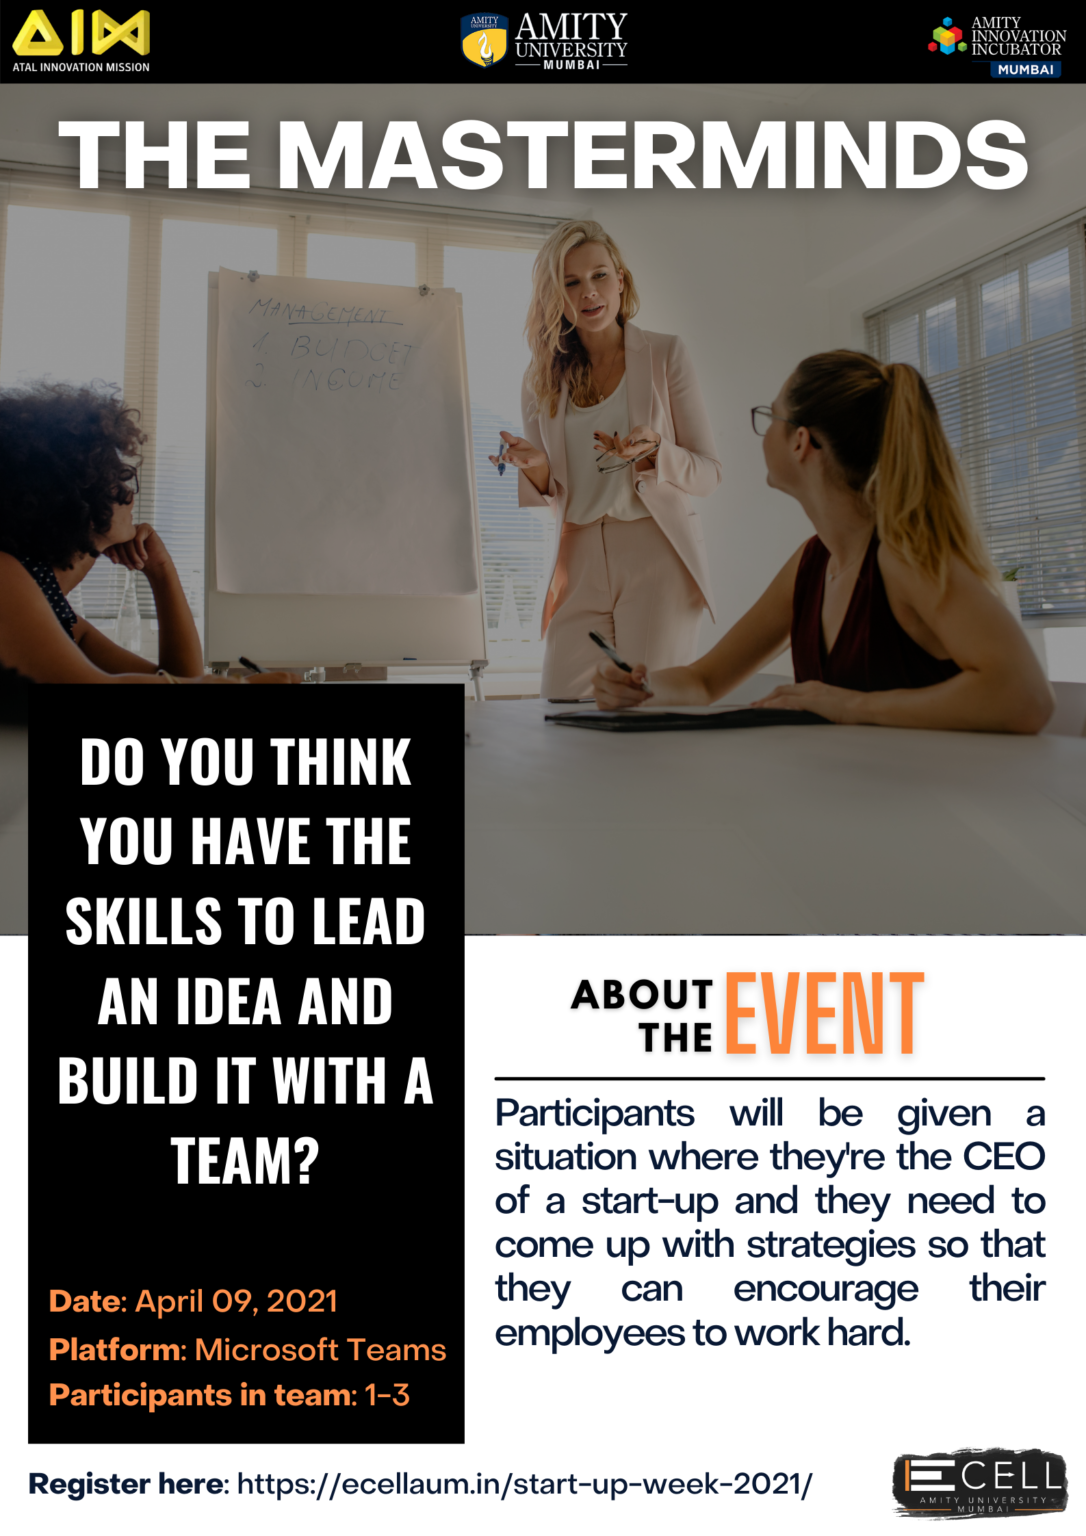 AIM
ATAL INNOVATION MISSION
AMITY
UNIVERSITY
AMITY
UNIVERSITY
MUMBAI
AMITY
INNOVATION
INCUBATOR
MUMBAI
THE MASTERMINDS
MANAGEMENT
1. BUDGET
2. INCOME
DO YOU THINK
YOU HAVE THE
SKILLS TO LEAD
AN IDEA AND
BUILD IT WITH A
TEAM?
Date: April 09, 2021
Platform: Microsoft Teams
Participants in team: 1-3
ABOUT
THE
EVENT
Participants will be given a
situation where they're the CEO
of a start-up and they need to
come up with strategies so that
they can encourage their
employees to work hard.
Register here: https://ecellaum.in/start-up-week-2021/
ECELL
AMITY UNIVERSITY
MUMBAI